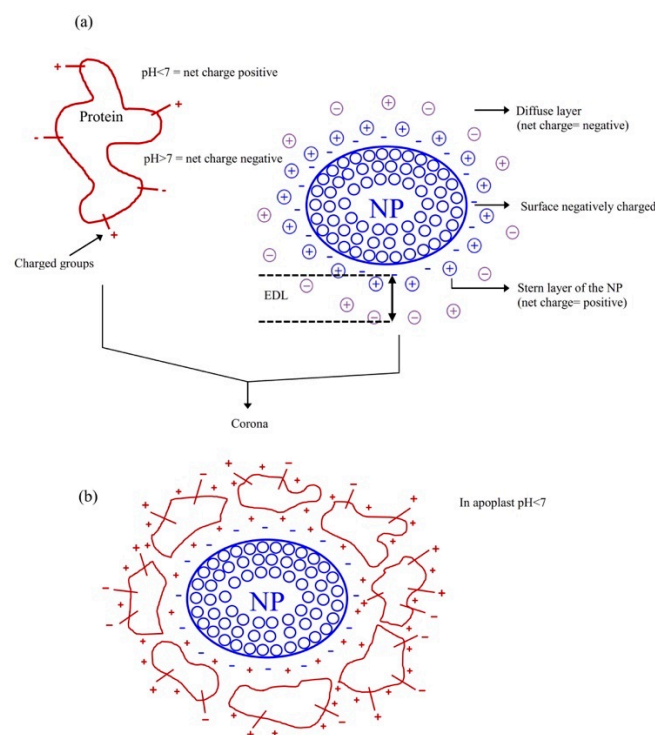 (a)
pH<7 = net charge positive
Protein
pH>7 = net charge negative
Charged groups
Diffuse layer
(net charge= negative)
NP
Surface negatively charged
EDL
Stern layer of the NP
(net charge= positive)
Corona
(b)
In apoplast pH<7
NP